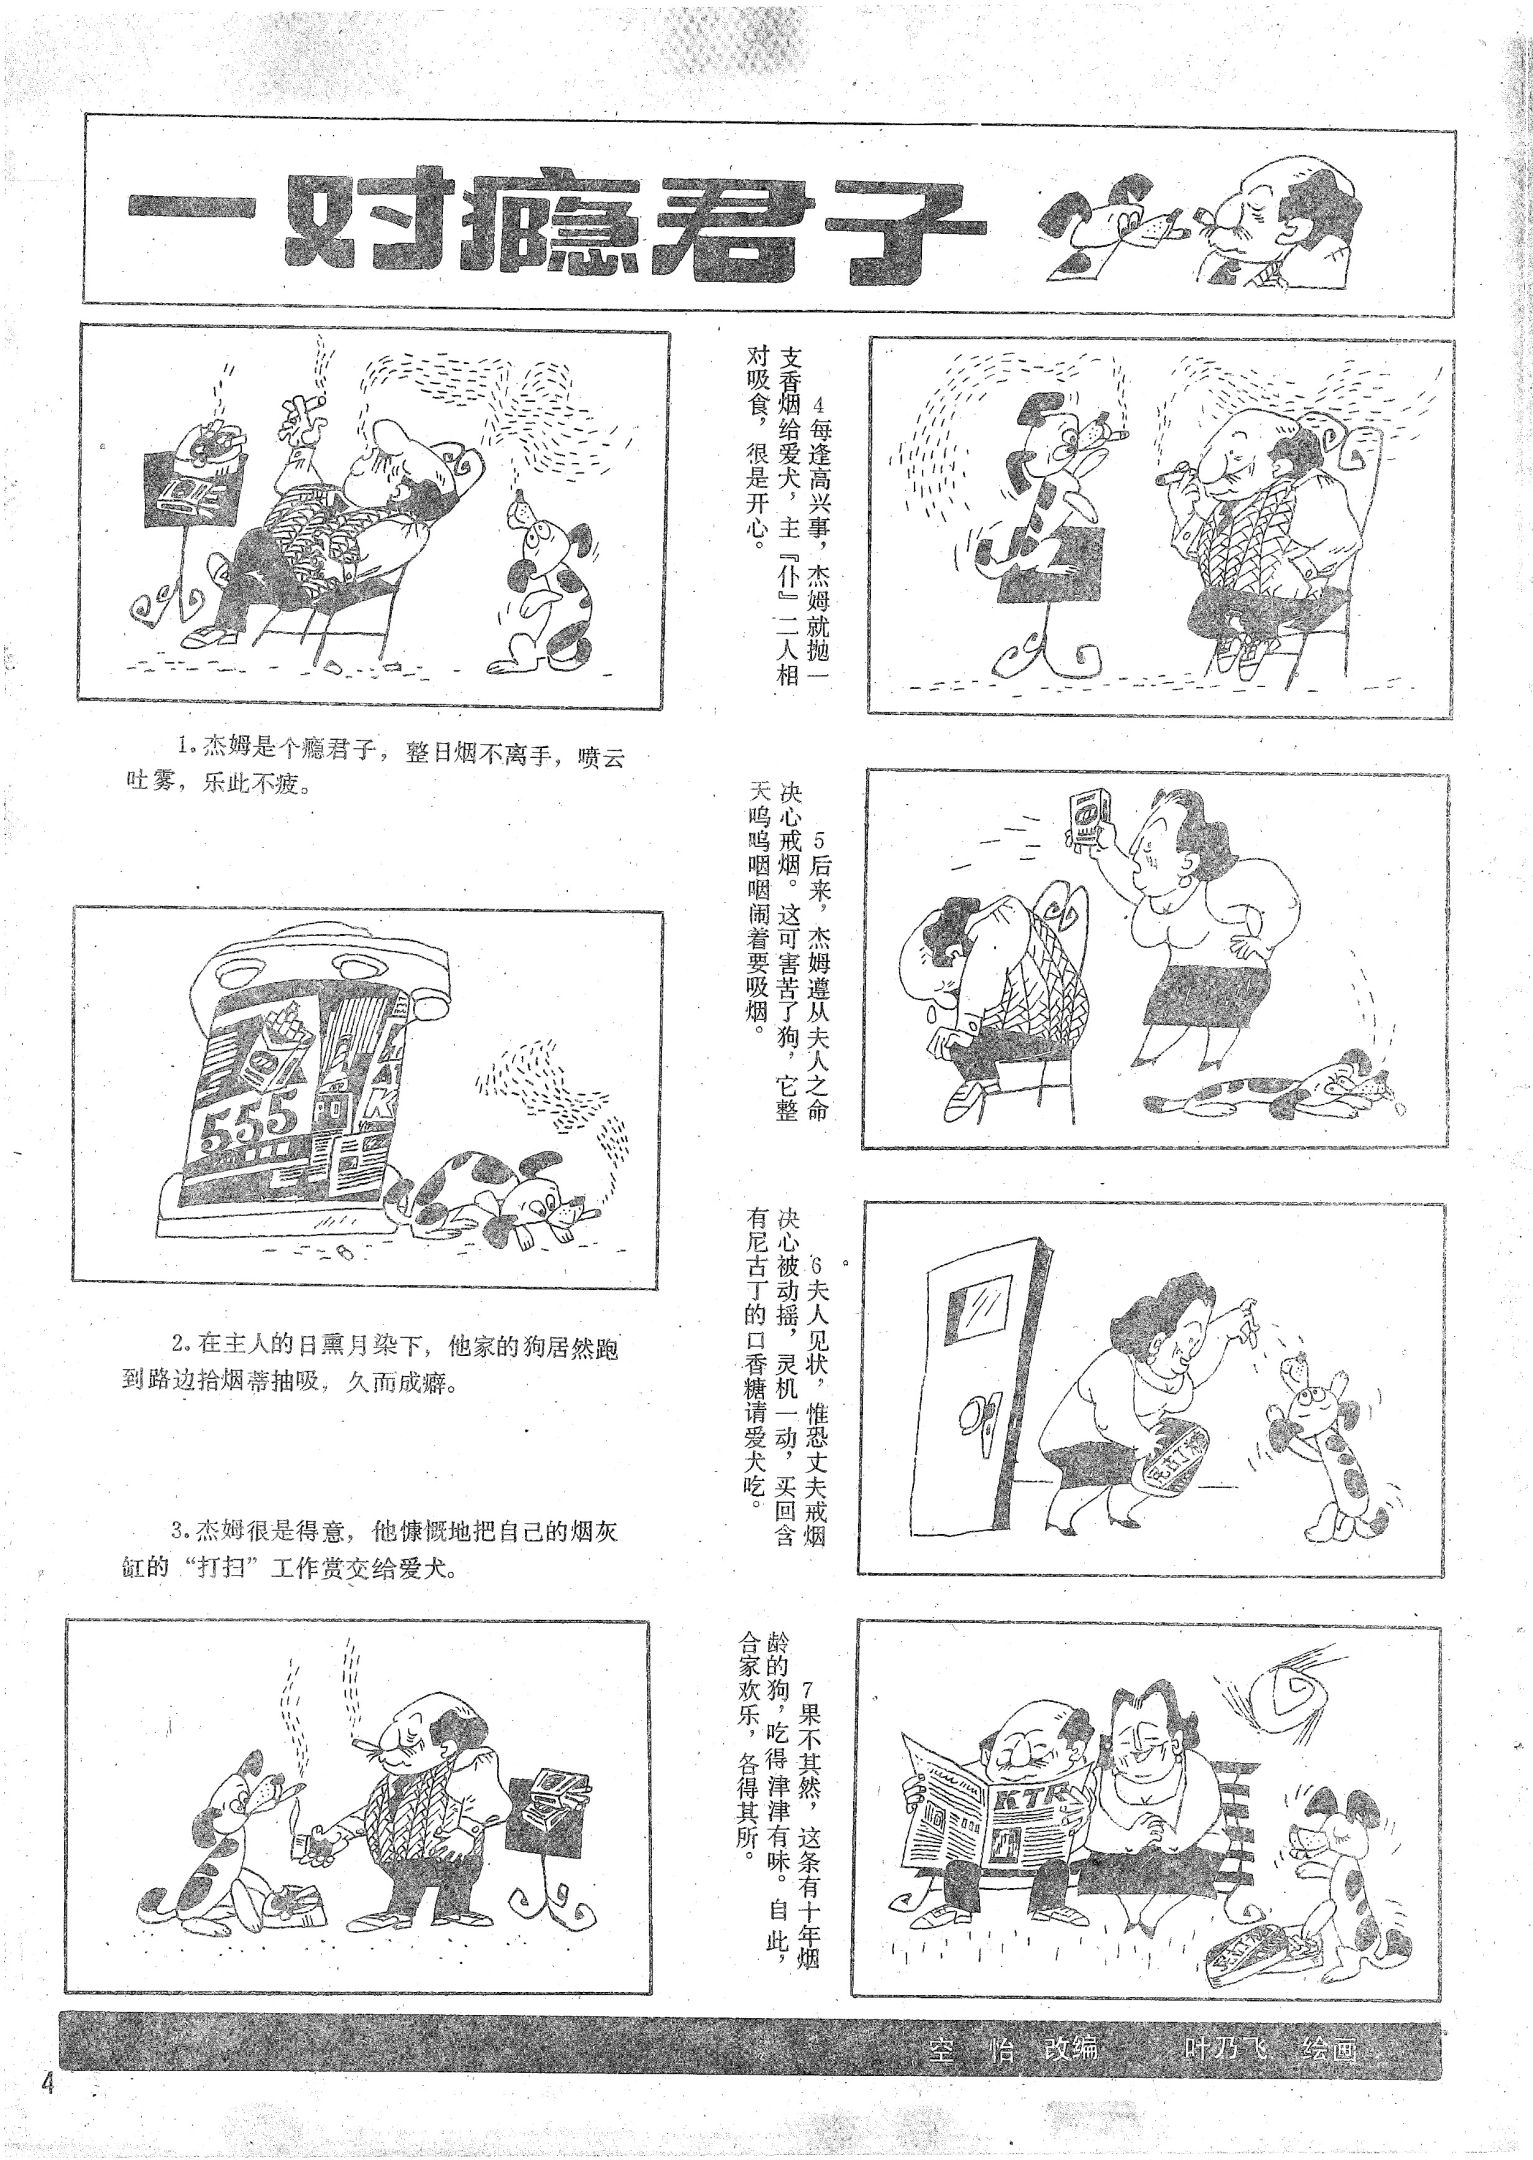 一对瘾君子
1.杰姆是个瘾君子，整日烟不离手，喷云
吐雾，乐此不疲。
555
2.在主人的日熏月染下，他家的狗居然跑
到路边拾烟蒂抽吸，久而成癖。
3.杰姆很是得意，他慷慨地把自己的烟灰
缸的“打扫”工作赏交给爱犬。
4每逢高兴事，杰姆就抛一
支香烟给爱犬，主『仆』二人相
对吸食，很是开心。
5后来，杰姆遵从夫人之命
决心戒烟。这可害苦了狗，它整
天呜呜咽咽闹着要吸烟。
6夫人见状，惟恐丈夫戒烟
决心被动摇，灵机一动，买回含
有尼古丁的口香糖请爱犬吃。
尼古丁糖
7果不其然，这条有十年烟
龄的狗，吃得津津有味。自此，
合家欢乐，各得其所。
KTR
空怡 改编 叶乃飞 绘画
4